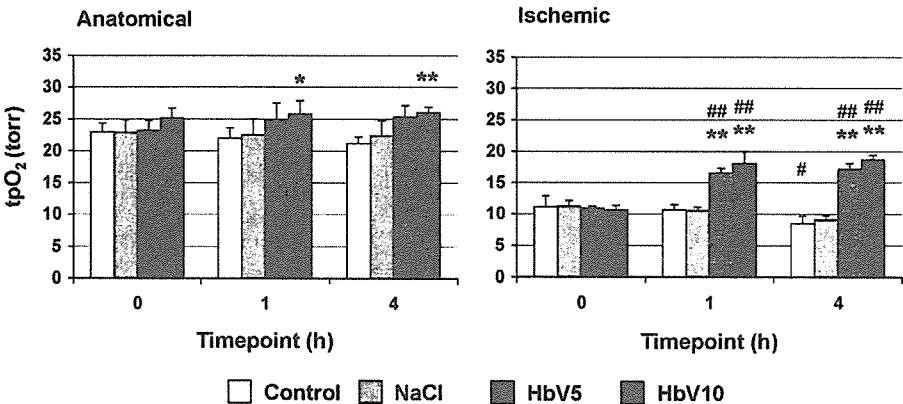 Anatomical
Ischemic
tpO2 (torr)
35
30
25
20
15
10
5
0
* **
0 1 4
Timepoint (h)
35
30
25
20
15
10
5
0
## ## ## ##
** ** ** **
#
0 1 4
Timepoint (h)
Control NaCl HbV5 HbV10